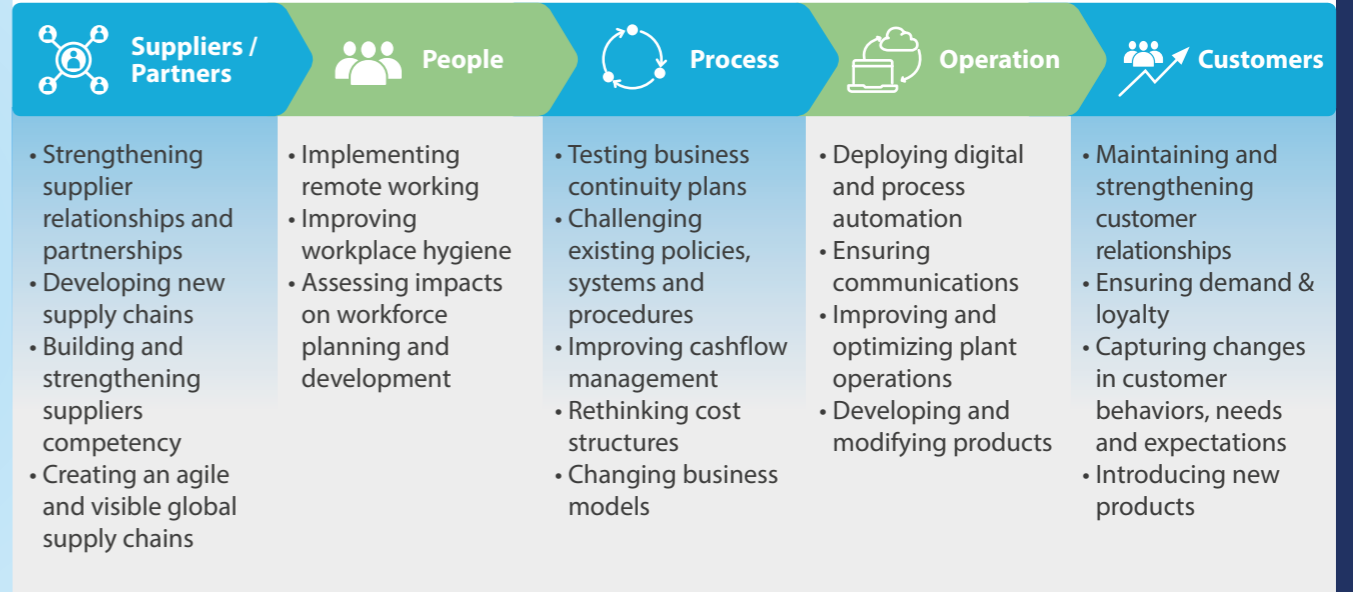 Suppliers /
Partners
People
Process
Operation
Customers
• Strengthening
supplier
relationships and
partnerships
• Developing new
supply chains
• Building and
strengthening
suppliers
competency
• Creating an agile
and visible global
supply chains
• Implementing
remote working
• Improving
workplace hygiene
• Assessing impacts
on workforce
planning and
development
• Testing business
continuity plans
• Challenging
existing policies,
systems and
procedures
• Improving cashflow
management
• Rethinking cost
structures
• Changing business
models
• Deploying digital
and process
automation
• Ensuring
communications
• Improving and
optimizing plant
operations
• Developing and
modifying products
• Maintaining and
strengthening
customer
relationships
• Ensuring demand &
loyalty
• Capturing changes
in customer
behaviors, needs
and expectations
• Introducing new
products